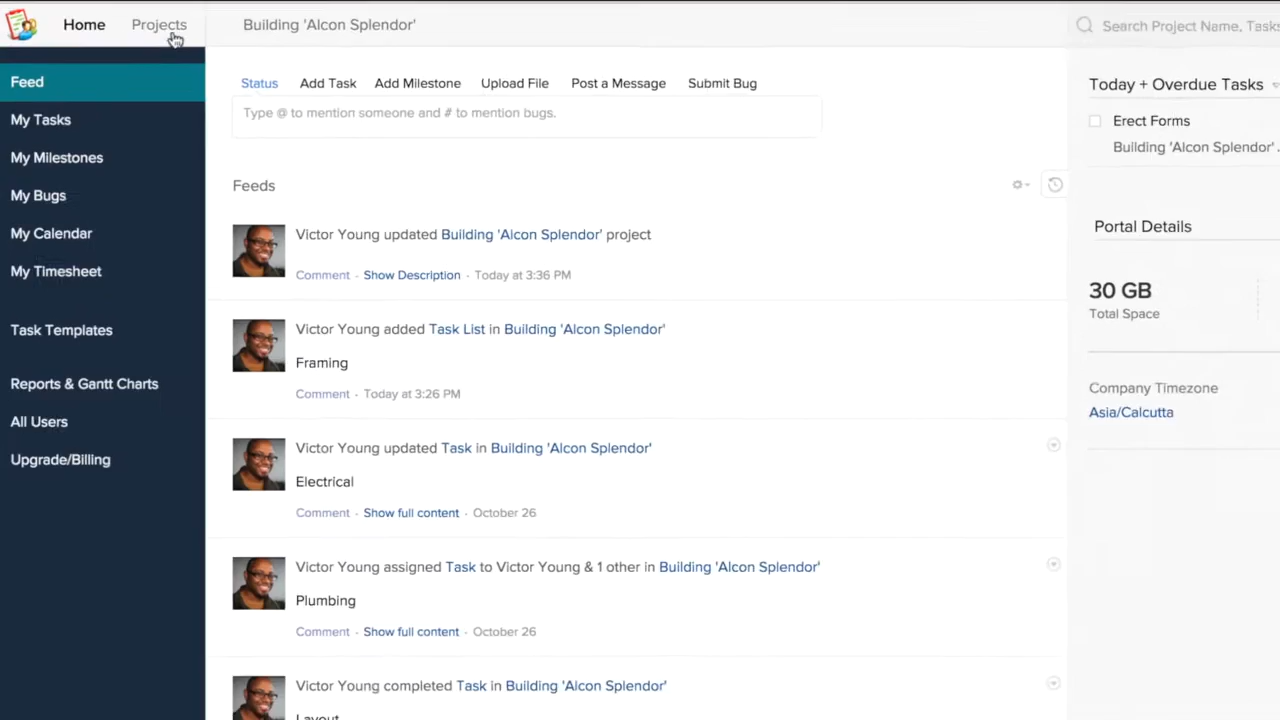 Home Projects Building 'Alcon Splendor' Search Project Name, Tasks
Feed
My Tasks
My Milestones
My Bugs
My Calendar
My Timesheet
Task Templates
Reports & Gantt Charts
All Users
Upgrade/Billing
Status Add Task Add Milestone Upload File Post a Message Submit Bug
Type @ to mention someone and # to mention bugs.
Feeds
Victor Young updated Building 'Alcon Splendor' project
Comment - Show Description - Today at 3:36 PM
Victor Young added Task List in Building 'Alcon Splendor'
Framing
Comment - Today at 3:26 PM
Victor Young updated Task in Building 'Alcon Splendor'
Electrical
Comment - Show full content - October 26
Victor Young assigned Task to Victor Young & 1 other in Building 'Alcon Splendor'
Plumbing
Comment - Show full content - October 26
Victor Young completed Task in Building 'Alcon Splendor'
Layout
Today + Overdue Tasks
Erect Forms
Building 'Alcon Splendor' .
Portal Details
30 GB
Total Space
Company Timezone
Asia/Calcutta